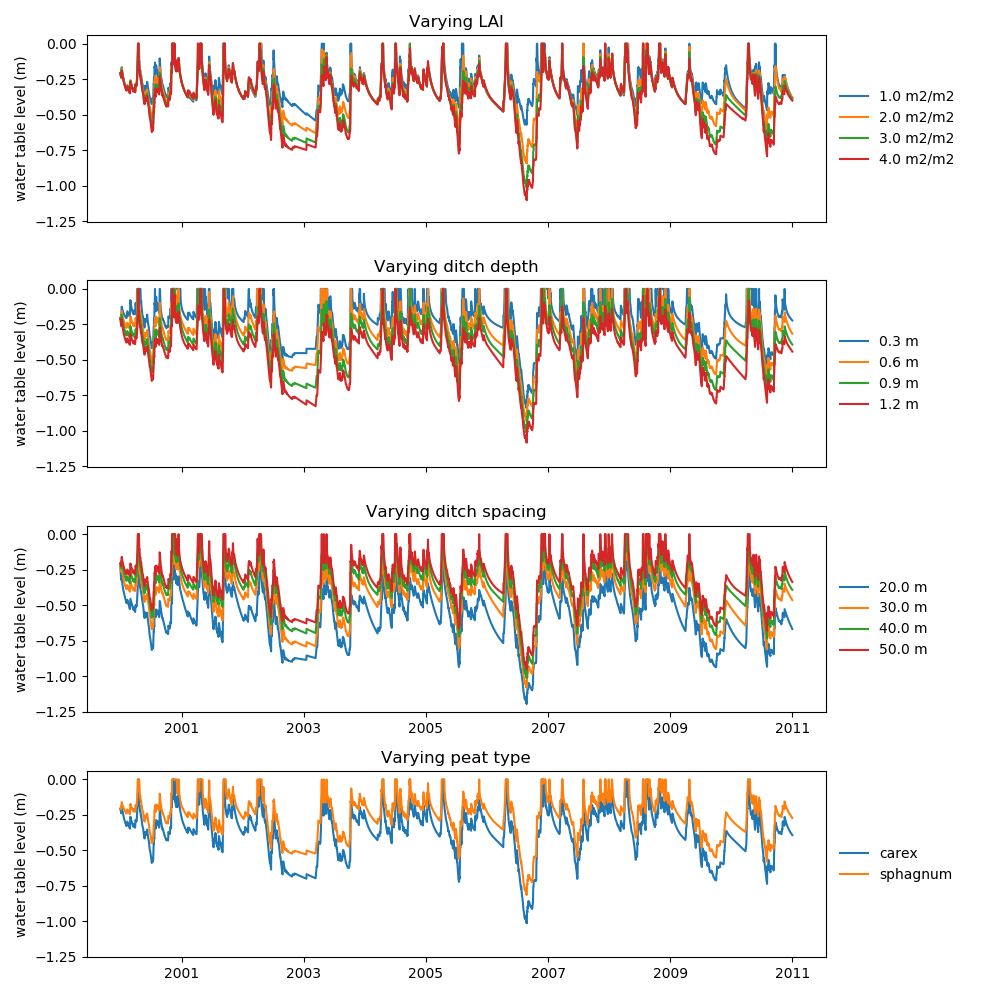 Varying LAI
water table level (m)
0.00
−0.25
−0.50
−0.75
−1.00
−1.25
1.0 m2/m2
2.0 m2/m2
3.0 m2/m2
4.0 m2/m2
Varying ditch depth
water table level (m)
0.00
−0.25
−0.50
−0.75
−1.00
−1.25
0.3 m
0.6 m
0.9 m
1.2 m
Varying ditch spacing
water table level (m)
0.00
−0.25
−0.50
−0.75
−1.00
−1.25
20.0 m
30.0 m
40.0 m
50.0 m
2001 2003 2005 2007 2009 2011
Varying peat type
water table level (m)
0.00
−0.25
−0.50
−0.75
−1.00
−1.25
carex
sphagnum
2001 2003 2005 2007 2009 2011